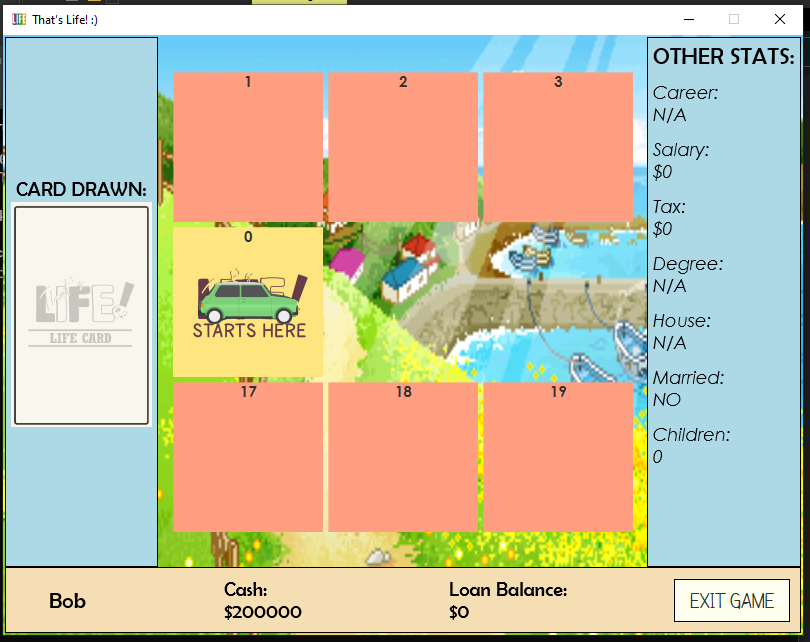 That's Life! :)
CARD DRAWN:
LIFE!
LIFE CARD
1
2
3
0
LIFE!
STARTS HERE
17
18
19
OTHER STATS:
Career:
N/A
Salary:
$0
Tax:
$0
Degree:
N/A
House:
N/A
Married:
NO
Children:
0
Bob
Cash:
$200000
Loan Balance:
$0
EXIT GAME